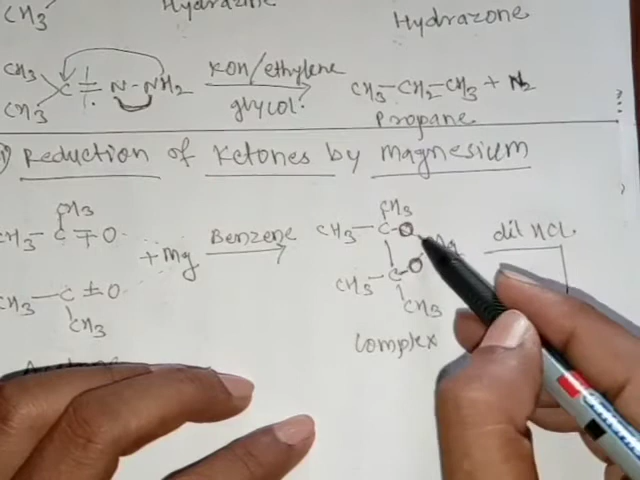 CH3 Hydrazine
Hydrazone
CH3
CH3 C = N - NH2 KOH/ethylene glycol. CH3-CH2-CH3 + N2
Propane
Reduction of Ketones by Magnesium
CH3
CH3-C=O
+Mg Benzene
CH3-C=O
CH3
CH3
CH3-C-O
Mg dil HCl
CH3-C-O
CH3
Complex